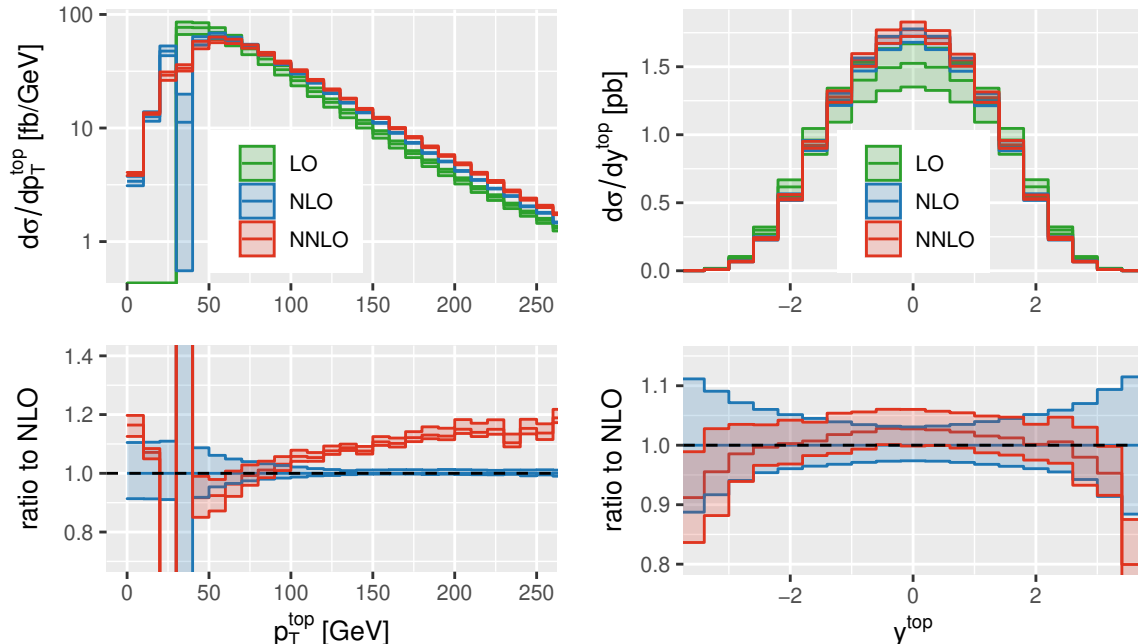 100
10
1
dσ/dp_T^top [fb/GeV]
LO
NLO
NNLO
0 50 100 150 200 250
1.5
1.0
0.5
0.0
dσ/dy^top [pb]
LO
NLO
NNLO
−2 0 2
1.4
1.2
1.0
0.8
ratio to NLO
0 50 100 150 200 250
p_T^top [GeV]
1.1
1.0
0.9
0.8
ratio to NLO
−2 0 2
y^top